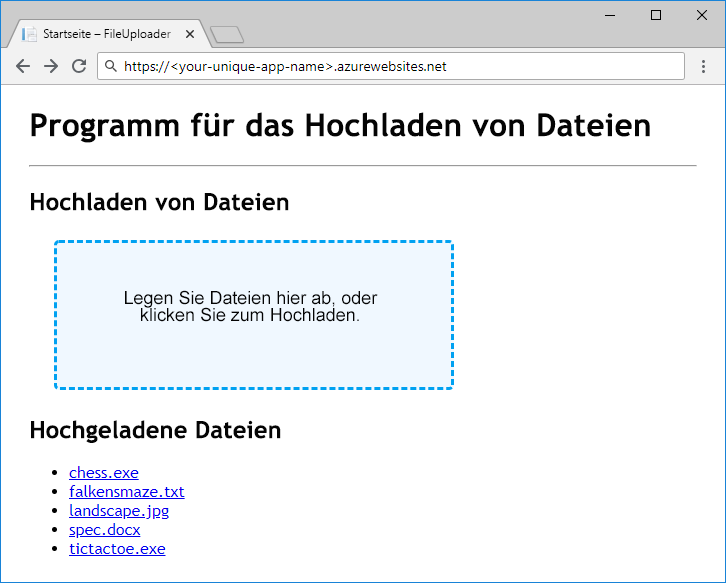 Startseite – FileUploader
https://<your-unique-app-name>.azurewebsites.net
Programm für das Hochladen von Dateien
Hochladen von Dateien
Legen Sie Dateien hier ab, oder
klicken Sie zum Hochladen.
Hochgeladene Dateien
chess.exe
falkensmaze.txt
landscape.jpg
spec.docx
tictactoe.exe